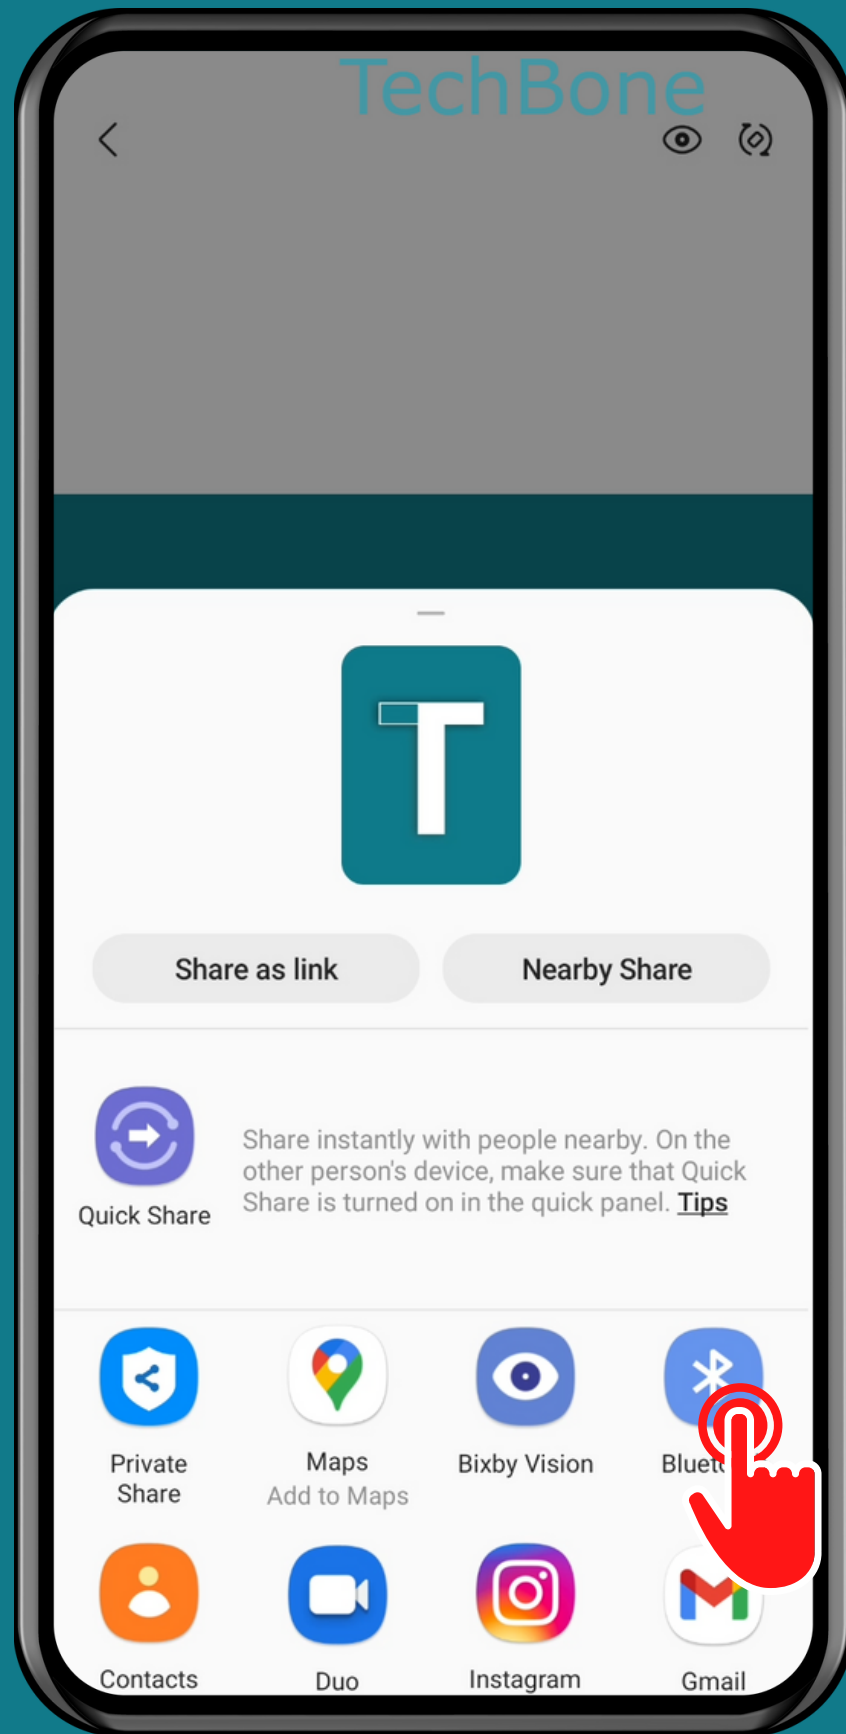 TechBone
T
Share as link
Nearby Share
Share instantly with people nearby. On the
other person's device, make sure that Quick
Share is turned on in the quick panel. Tips
Quick Share
Private
Share
Maps
Add to Maps
Bixby Vision
Contacts
Duo
Instagram
Gmail